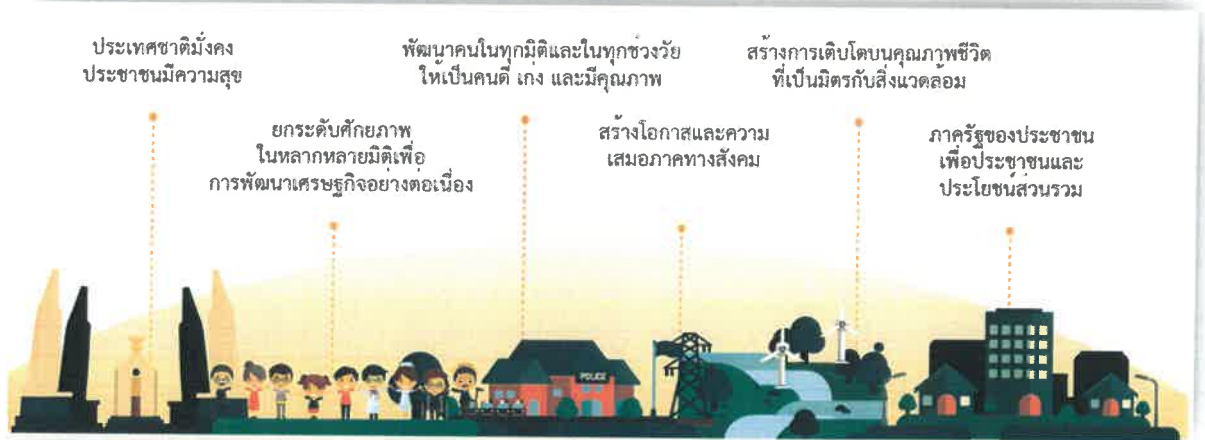 ประเทศชาติมั่งคง
ประชาชนมีความสุข
ยกระดับศักยภาพ
ในหลากหลายมิติเพื่อ
การพัฒนาเศรษฐกิจอย่างต่อเนื่อง
พัฒนาคนในทุกมิติและในทุกช่วงวัย
ให้เป็นคนดี เก่ง และมีคุณภาพ
สร้างโอกาสและความ
เสมอภาคทางสังคม
สร้างการเติบโตบนคุณภาพชีวิต
ที่เป็นมิตรกับสิ่งแวดล้อม
ภาครัฐของประชาชน
เพื่อประชาชนและ
ประโยชน์ส่วนรวม
POLICE